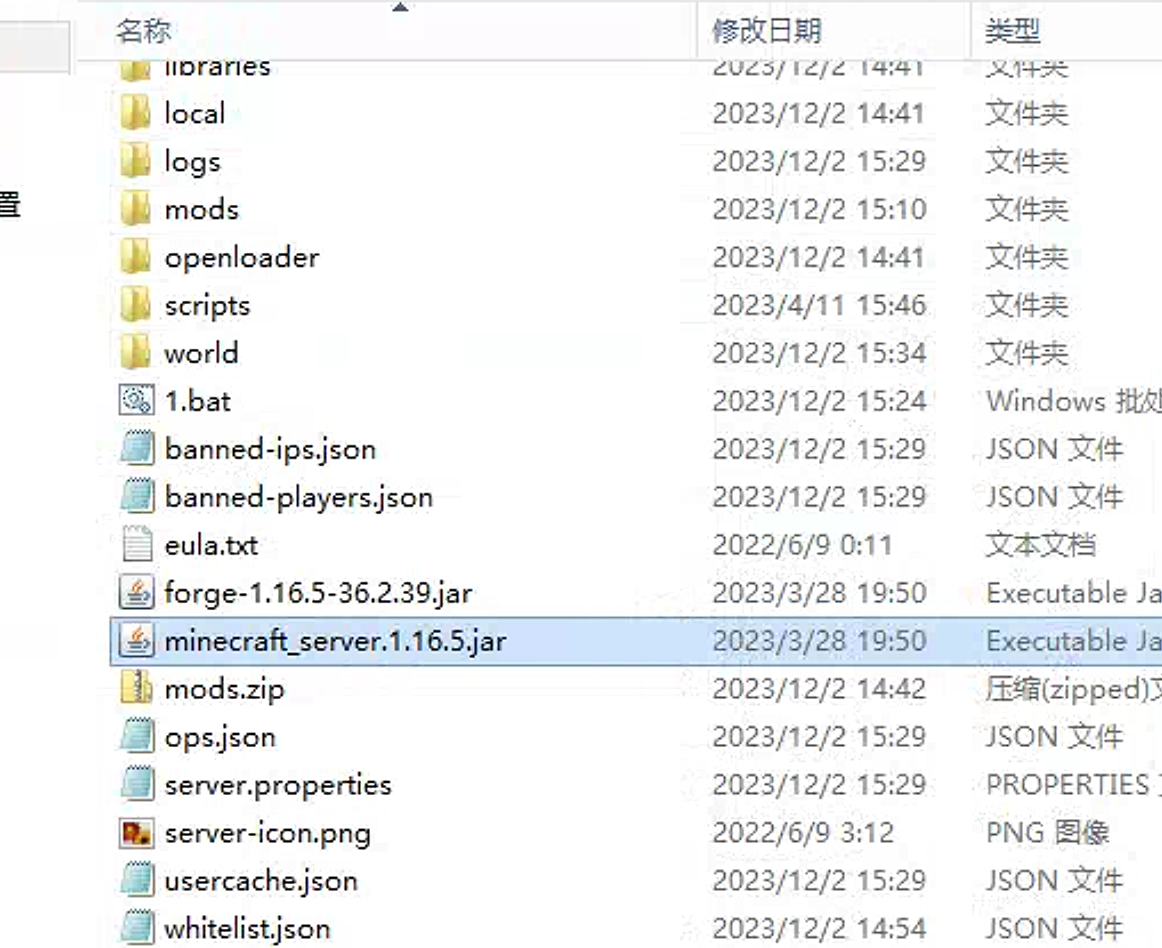 名称 修改日期 类型
libraries 2023/12/2 14:41 文件夹
local 2023/12/2 14:41 文件夹
logs 2023/12/2 15:29 文件夹
置
mods 2023/12/2 15:10 文件夹
openloader 2023/12/2 14:41 文件夹
scripts 2023/4/11 15:46 文件夹
world 2023/12/2 15:34 文件夹
1.bat 2023/12/2 15:24 Windows 批处
banned-ips.json 2023/12/2 15:29 JSON 文件
banned-players.json 2023/12/2 15:29 JSON 文件
eula.txt 2022/6/9 0:11 文本文档
forge-1.16.5-36.2.39.jar 2023/3/28 19:50 Executable Ja
minecraft_server.1.16.5.jar 2023/3/28 19:50 Executable Ja
mods.zip 2023/12/2 14:42 压缩(zipped)文
ops.json 2023/12/2 15:29 JSON 文件
server.properties 2023/12/2 15:29 PROPERTIES
server-icon.png 2022/6/9 3:12 PNG 图像
usercache.json 2023/12/2 15:29 JSON 文件
whitelist.json 2023/12/2 14:54 JSON 文件